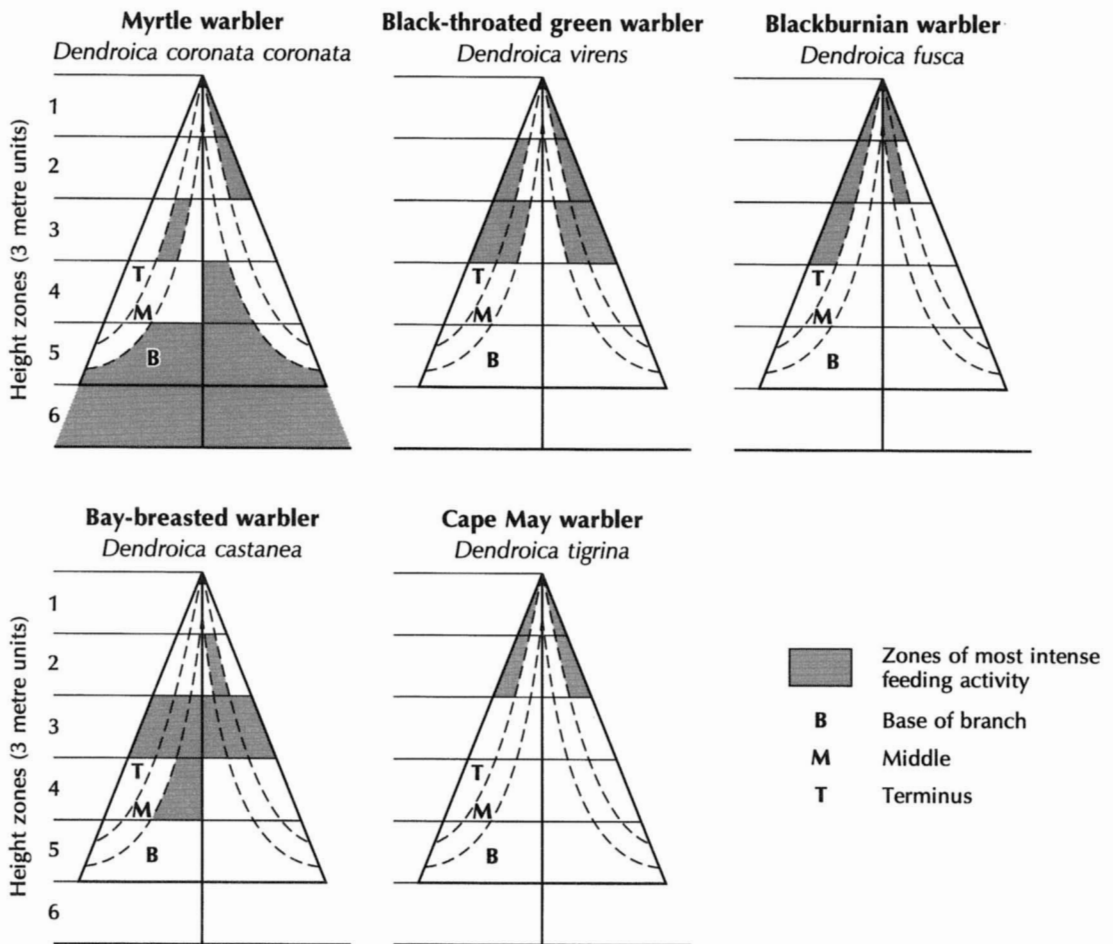 Myrtle warbler
Dendroica coronata coronata
Black-throated green warbler
Dendroica virens
Blackburnian warbler
Dendroica fusca
Height zones (3 metre units)
1
2
3
4
5
6
T
M
B
T
M
B
T
M
B
Bay-breasted warbler
Dendroica castanea
Cape May warbler
Dendroica tigrina
Height zones (3 metre units)
1
2
3
4
5
6
T
M
B
T
M
B
Zones of most intense
feeding activity
B Base of branch
M Middle
T Terminus